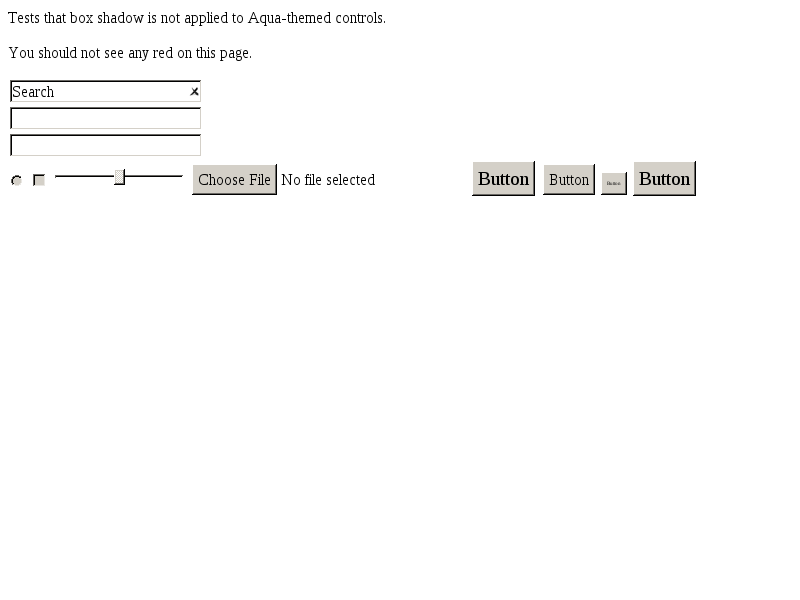 Tests that box shadow is not applied to Aqua-themed controls.
You should not see any red on this page.
Search
Choose File No file selected Button Button Button Button